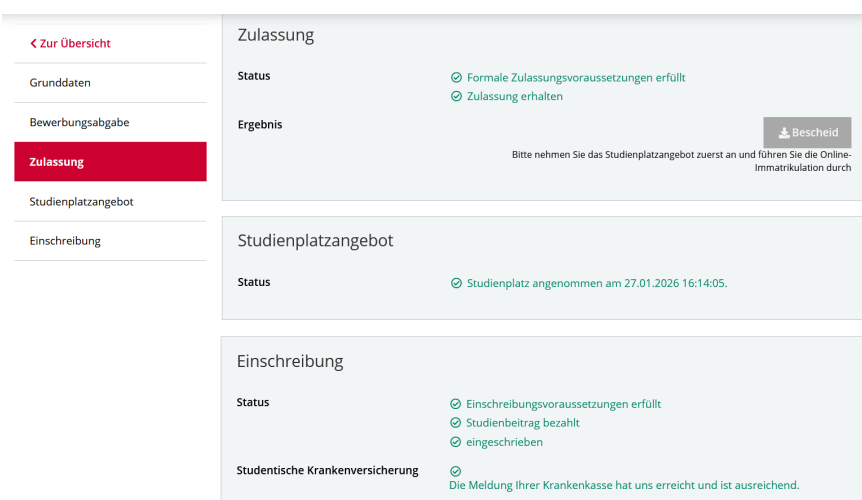 Zur Übersicht
Grunddaten
Bewerbungsabgabe
Zulassung
Studienplatzangebot
Einschreibung
Zulassung
Status
Formale Zulassungsvoraussetzungen erfüllt
Zulassung erhalten
Ergebnis
Bescheid
Bitte nehmen Sie das Studienplatzangebot zuerst an und führen Sie die Online-
Immatrikulation durch
Studienplatzangebot
Status
Studienplatz angenommen am 27.01.2026 16:14:05.
Einschreibung
Status
Einschreibungsvoraussetzungen erfüllt
Studienbeitrag bezahlt
eingeschrieben
Studentische Krankenversicherung
Die Meldung Ihrer Krankenkasse hat uns erreicht und ist ausreichend.